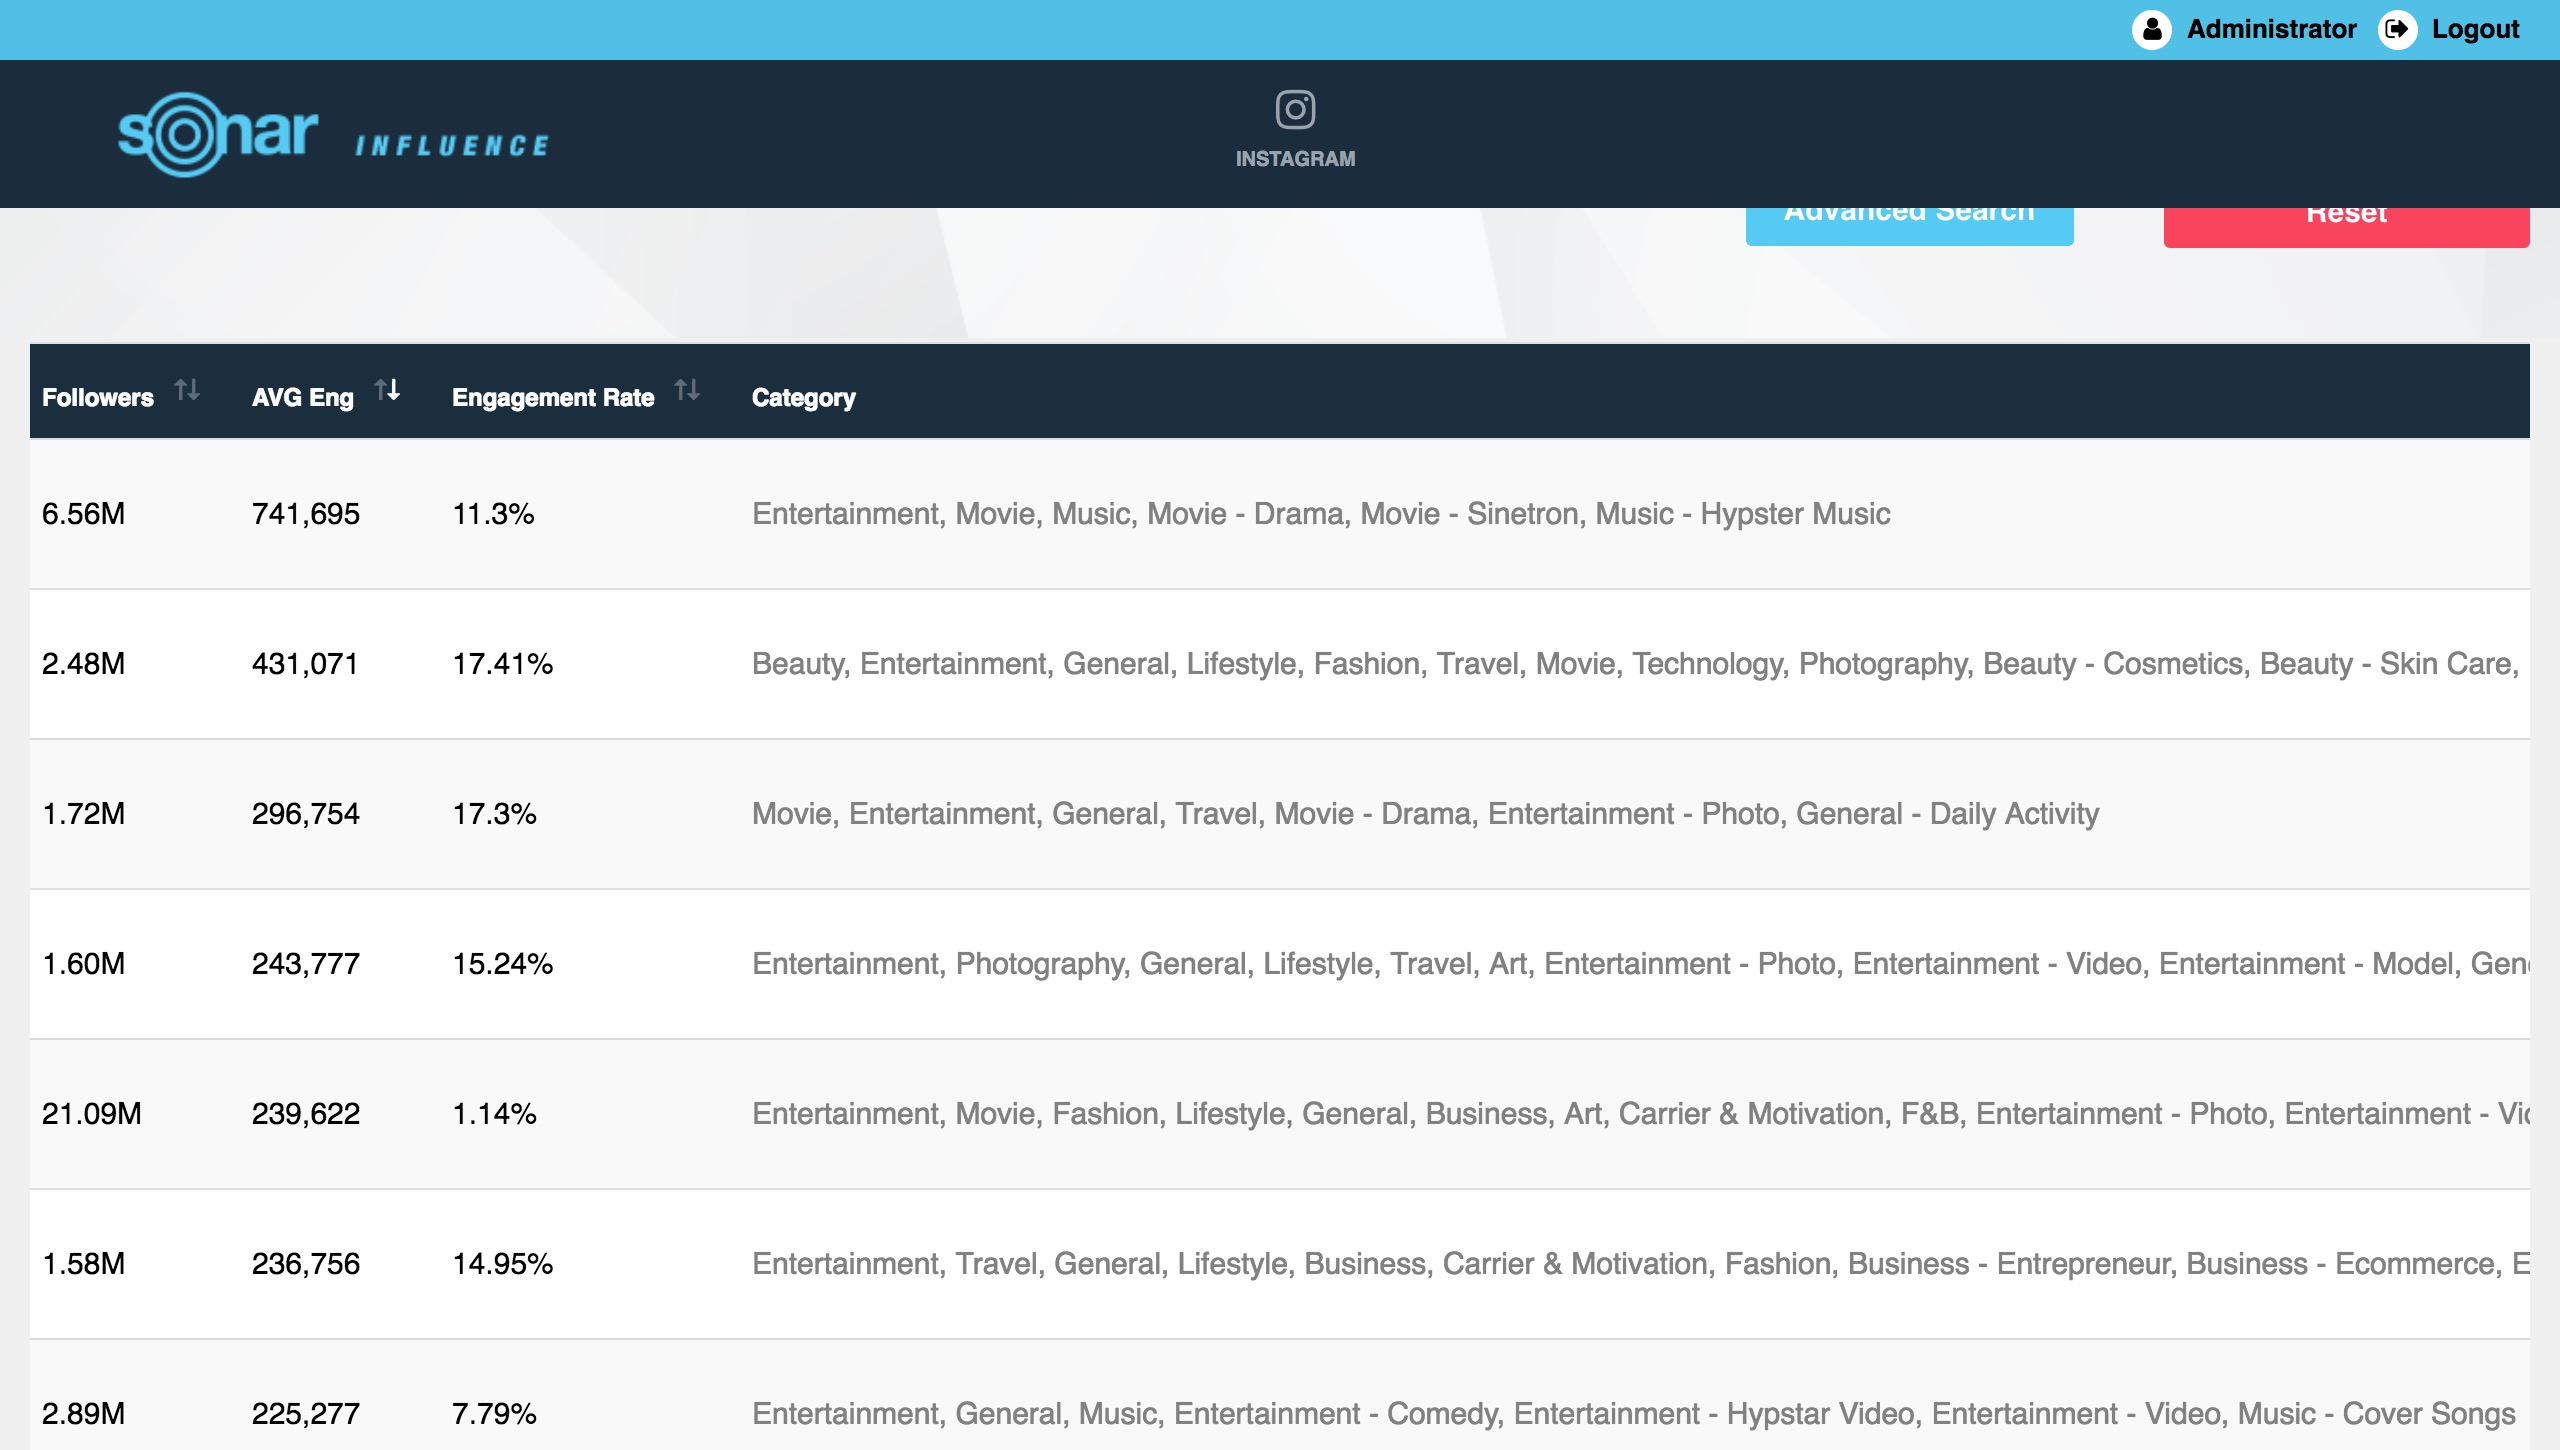 Administrator Logout
sonar INFLUENCE
INSTAGRAM
Advanced Search Reset
Followers AVG Eng Engagement Rate Category
6.56M 741,695 11.3% Entertainment, Movie, Music, Movie - Drama, Movie - Sinetron, Music - Hypster Music
2.48M 431,071 17.41% Beauty, Entertainment, General, Lifestyle, Fashion, Travel, Movie, Technology, Photography, Beauty - Cosmetics, Beauty - Skin Care,
1.72M 296,754 17.3% Movie, Entertainment, General, Travel, Movie - Drama, Entertainment - Photo, General - Daily Activity
1.60M 243,777 15.24% Entertainment, Photography, General, Lifestyle, Travel, Art, Entertainment - Photo, Entertainment - Video, Entertainment - Model,
21.09M 239,622 1.14% Entertainment, Movie, Fashion, Lifestyle, General, Business, Art, Carrier & Motivation, F&B, Entertainment - Photo, Entertainment -
1.58M 236,756 14.95% Entertainment, Travel, General, Lifestyle, Business, Carrier & Motivation, Fashion, Business - Entrepreneur, Business - Ecommerce,
2.89M 225,277 7.79% Entertainment, General, Music, Entertainment - Comedy, Entertainment - Hypstar Video, Entertainment - Video, Music - Cover Songs